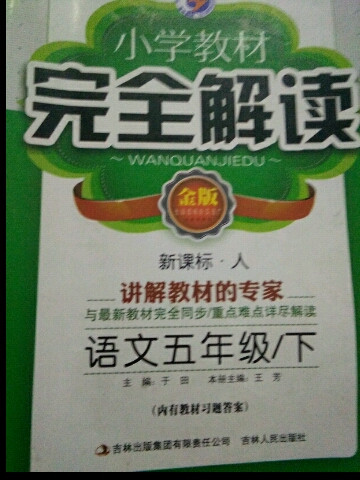 小学教材
完全解读
~WANQUANJIEDU~
金版
新课标·人
讲解教材的专家
与最新教材完全同步/重点难点详尽解读
语文五年级/下
主 编:于 田 本册主编:王 芳
(内有教材习题答案)
吉林出版集团有限责任公司 吉林人民出版社